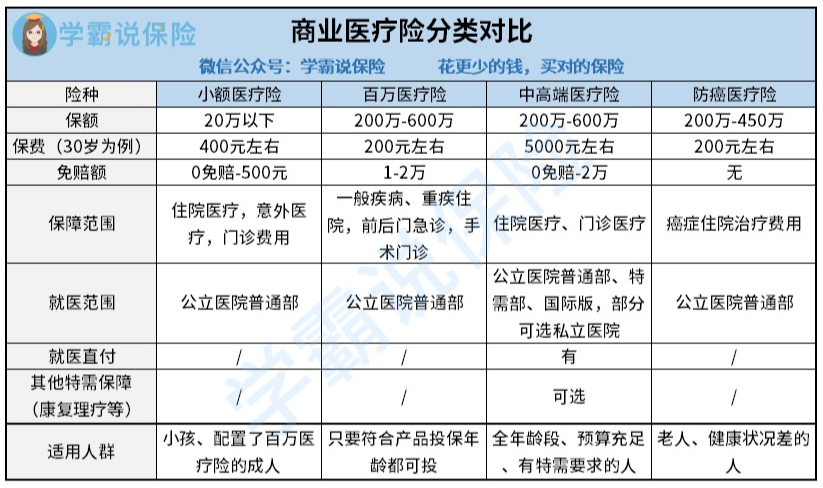 学霸说保险
商业医疗险分类对比
微信公众号：学霸说保险 花更少的钱，买对的保险
险种 小额医疗险 百万医疗险 中高端医疗险 防癌医疗险
保额 20万以下 200万-600万 200万-600万 200万-450万
保费（30岁为例） 400元左右 200元左右 5000元左右 200元左右
免赔额 0免赔-500元 1-2万 0免赔-2万 无
保障范围
住院医疗，意外医
疗，门诊费用
一般疾病、重疾住
院，前后门急诊，手
术门诊
住院医疗、门诊医疗
癌症住院治疗费用
就医范围
公立医院普通部
公立医院普通部
公立医院普通部、特
需部、国际版，部分
可选私立医院
公立医院普通部
就医直付 / / 有 /
其他特需保障
（康复理疗等）
/ / 可选 /
适用人群
小孩、配置了百万医
疗险的成人
只要符合产品投保年
龄都可投
全年龄段、预算充足
、有特需要求的人
老人、健康状况差的
人
学霸说保险